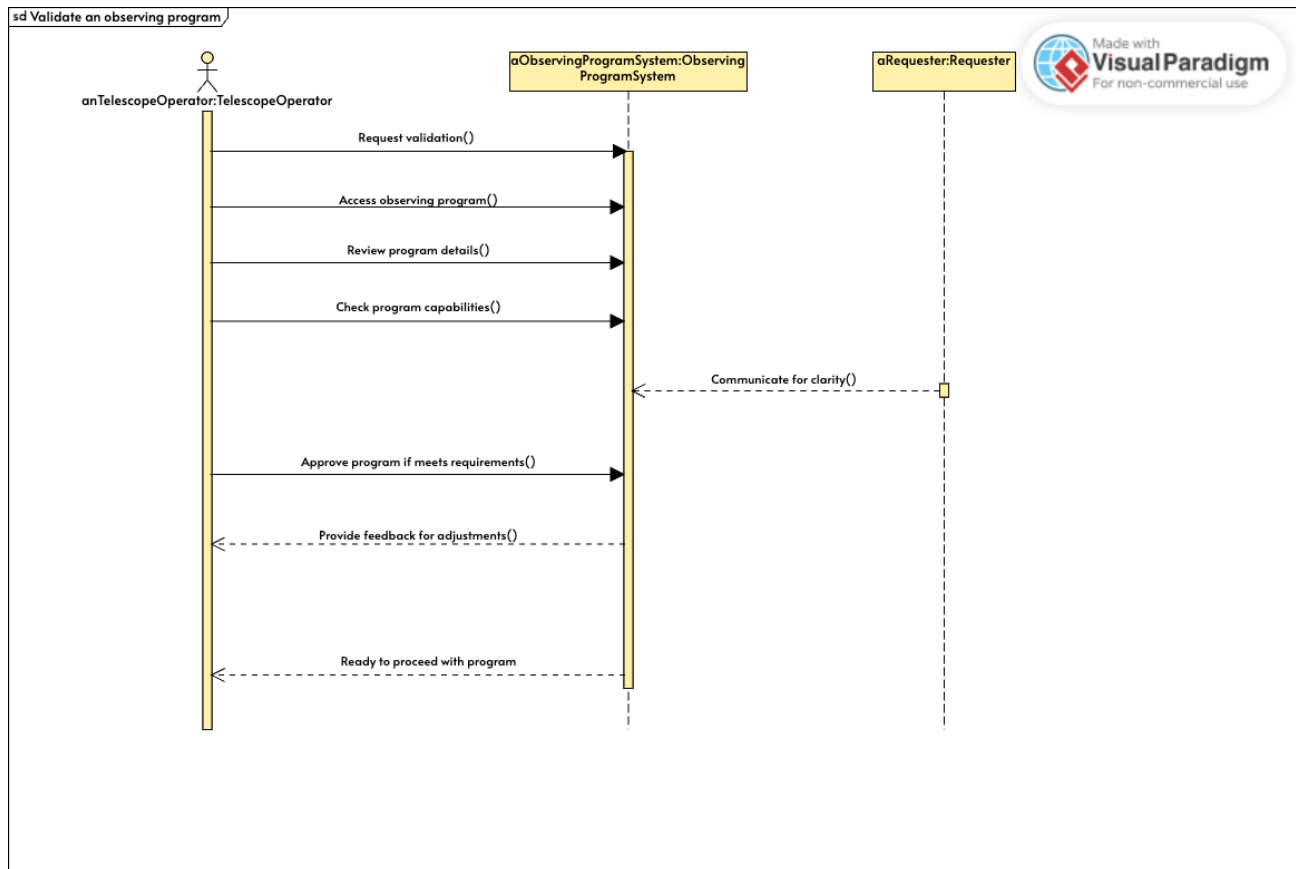 sd Validate an observing program
Made with
VisualParadigm
For non-commercial use
anTelescopeOperator:TelescopeOperator
aObservingProgramSystem:Observing
ProgramSystem
aRequester:Requester
Request validation()
Access observing program()
Review program details()
Check program capabilities()
Communicate for clarity()
Approve program if meets requirements()
Provide feedback for adjustments()
Ready to proceed with program